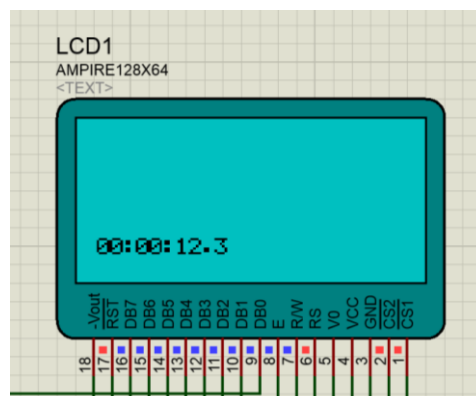 LCD1
AMPIRE128X64
<TEXT>
00:00:12.3
-Vout
RST
DB7
DB6
DB5
DB4
DB3
DB2
DB1
DB0
E
R/W
RS
V0
VCC
GND
CS2
CS1
18
17
16
15
14
13
12
11
10
9
8
7
6
5
4
3
2
1